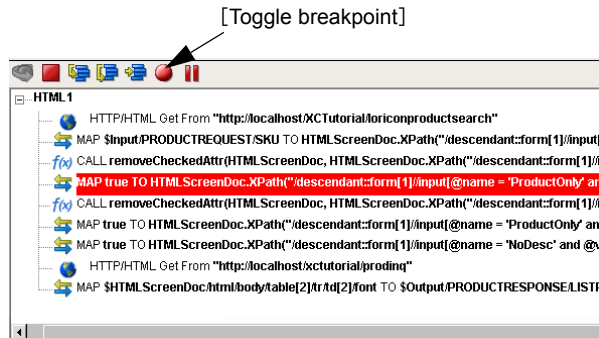 [Toggle breakpoint]
HTML1
HTTP/HTML Get From "http://localhost/XCTutorial/loriconproductsearch"
MAP $Input/PRODUCTREQUEST/SKU TO HTMLScreenDoc.XPath("/descendant::form[1]//input[
f(x) CALL removeCheckedAttr(HTMLScreenDoc, HTMLScreenDoc.XPath("/descendant::form[1]//i
MAP true TO HTMLScreenDoc.XPath("/descendant::form[1]//input[@name = 'ProductOnly' an
f(x) CALL removeCheckedAttr(HTMLScreenDoc, HTMLScreenDoc.XPath("/descendant::form[1]//i
MAP true TO HTMLScreenDoc.XPath("/descendant::form[1]//input[@name = 'ProductOnly' an
MAP true TO HTMLScreenDoc.XPath("/descendant::form[1]//input[@name = 'NoDesc' and @v
HTTP/HTML Get From "http://localhost/xctutorial/prodinq"
MAP $HTMLScreenDoc/html/body/table[2]/tr/td[2]/font TO $Output/PRODUCTRESPONSE/LISTP